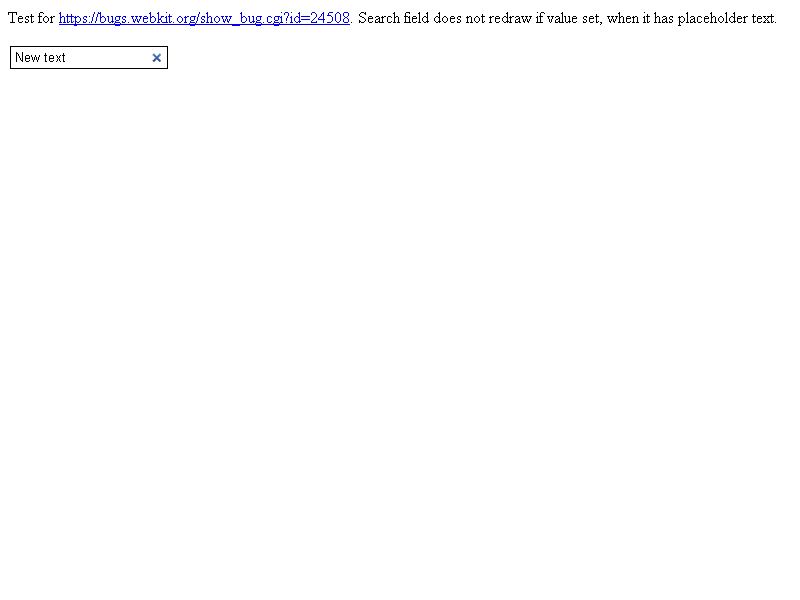 Test for https://bugs.webkit.org/show_bug.cgi?id=24508. Search field does not redraw if value set, when it has placeholder text.
New text